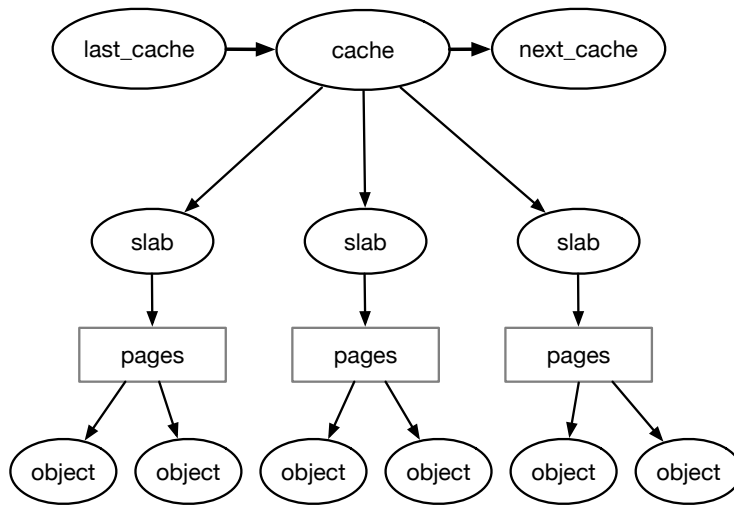 last_cache cache next_cache
slab slab slab
pages pages pages
object object object object object object